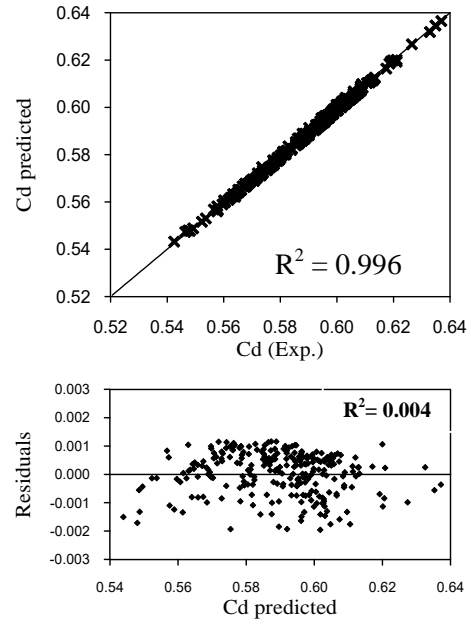 0.64
0.62
0.60
0.58
0.56
0.54
0.52
Cd predicted
R² = 0.996
0.52 0.54 0.56 0.58 0.60 0.62 0.64
Cd (Exp.)
0.003
0.002
0.001
0.000
-0.001
-0.002
-0.003
Residuals
R²= 0.004
0.54 0.56 0.58 0.60 0.62 0.64
Cd predicted